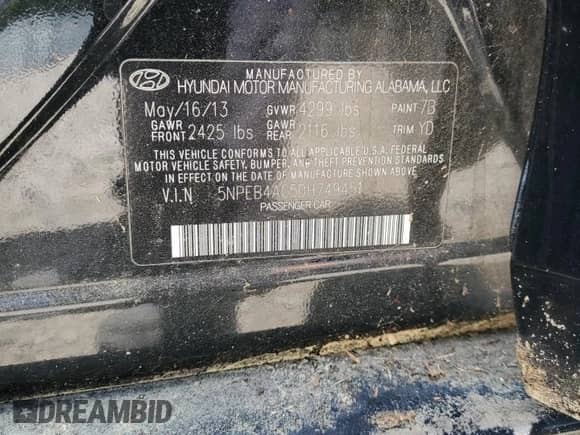 MANUFACTURED BY
HYUNDAI MOTOR MANUFACTURING ALABAMA, LLC
May/16/13 GVWR 4299 lbs PAINT 7B
GAWR FRONT 2425 lbs GAWR REAR 2116 lbs TRIM YD
THIS VEHICLE CONFORMS TO ALL APPLICABLE U.S.A. FEDERAL
MOTOR VEHICLE SAFETY, BUMPER, AND THEFT PREVENTION STANDARDS
IN EFFECT ON THE DATE OF MANUFACTURE SHOWN ABOVE.
V.I.N 5NPEB4AC5DH749451
PASSENGER CAR
DREAMBID